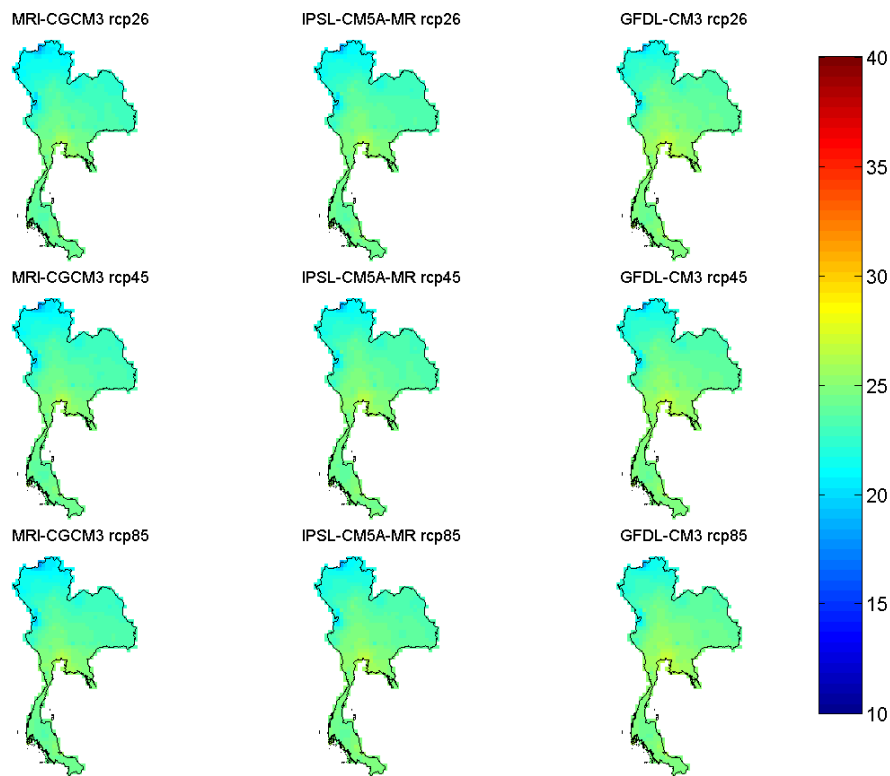 MRI-CGCM3 rcp26 IPSL-CM5A-MR rcp26 GFDL-CM3 rcp26
MRI-CGCM3 rcp45 IPSL-CM5A-MR rcp45 GFDL-CM3 rcp45
MRI-CGCM3 rcp85 IPSL-CM5A-MR rcp85 GFDL-CM3 rcp85
40
35
30
25
20
15
10